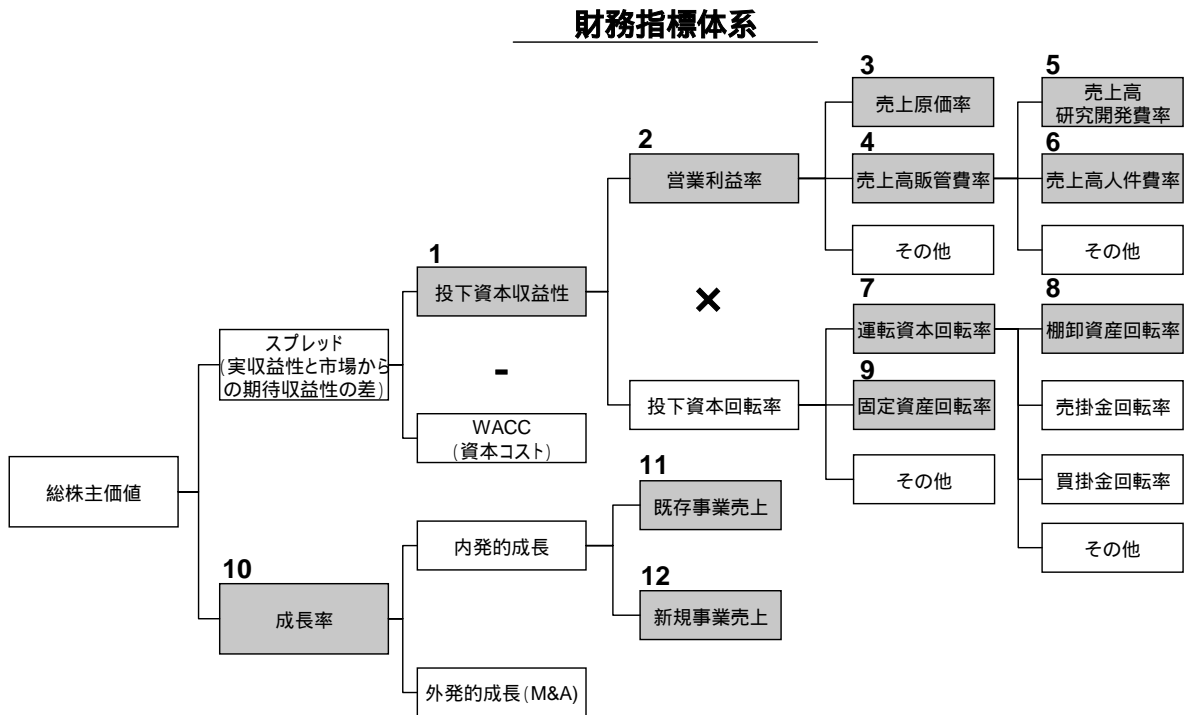 財務指標体系
3
売上原価率
5
売上高
研究開発費率
2
営業利益率
4
売上高販管費率
6
売上高人件費率
その他
その他
1
投下資本収益性
×
7
運転資本回転率
8
棚卸資産回転率
スプレッド
(実収益性と市場から
の期待収益性の差)
-
投下資本回転率
9
固定資産回転率
売掛金回転率
WACC
(資本コスト)
総株主価値
11
既存事業売上
その他
買掛金回転率
内発的成長
その他
10
成長率
12
新規事業売上
外発的成長(M&A)